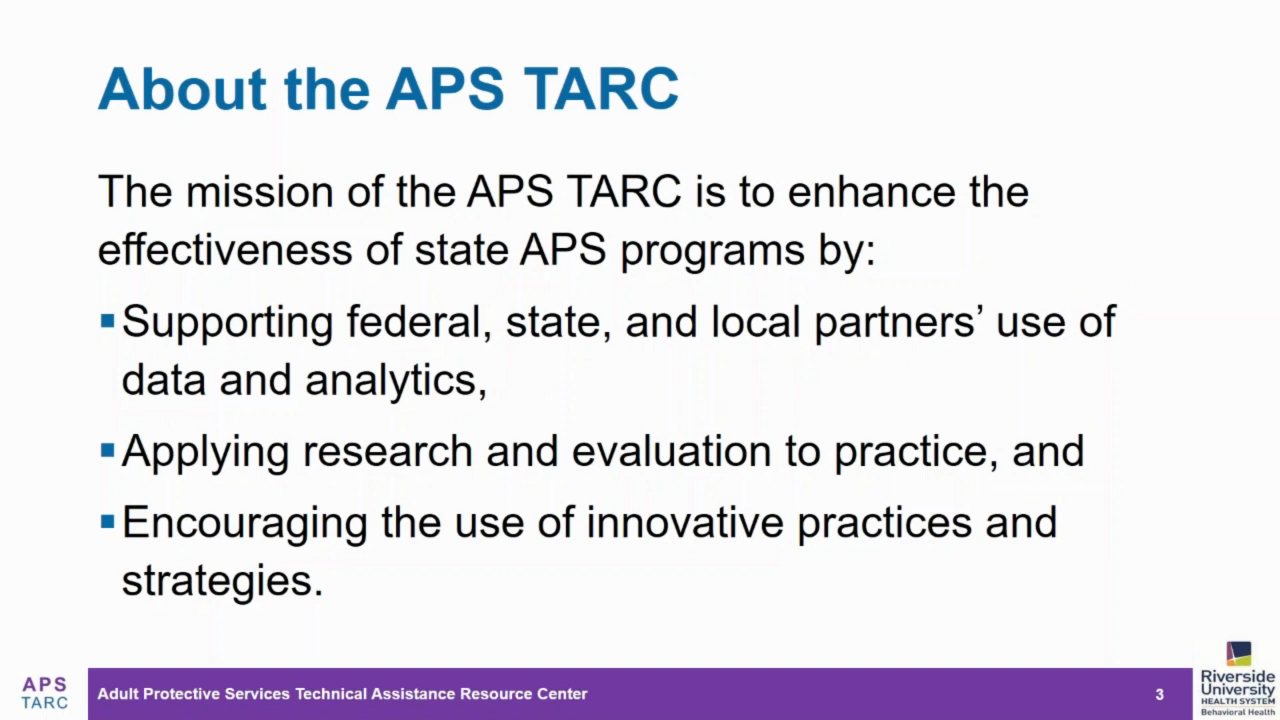 About the APS TARC
The mission of the APS TARC is to enhance the
effectiveness of state APS programs by:
▪Supporting federal, state, and local partners’ use of
data and analytics,
▪Applying research and evaluation to practice, and
▪Encouraging the use of innovative practices and
strategies.
APS
TARC
Adult Protective Services Technical Assistance Resource Center
3
Riverside
University
HEALTH SYSTEM
Behavioral Health